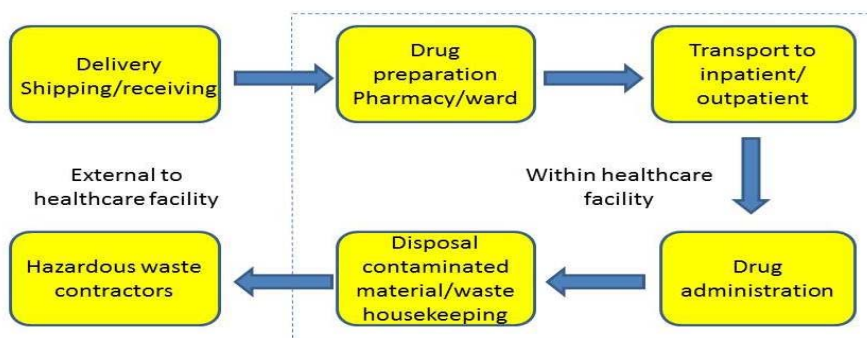 Delivery
Shipping/receiving
Drug
preparation
Pharmacy/ward
Transport to
inpatient/
outpatient
External to
healthcare facility
Within healthcare
facility
Hazardous waste
contractors
Disposal
contaminated
material/waste
housekeeping
Drug
administration